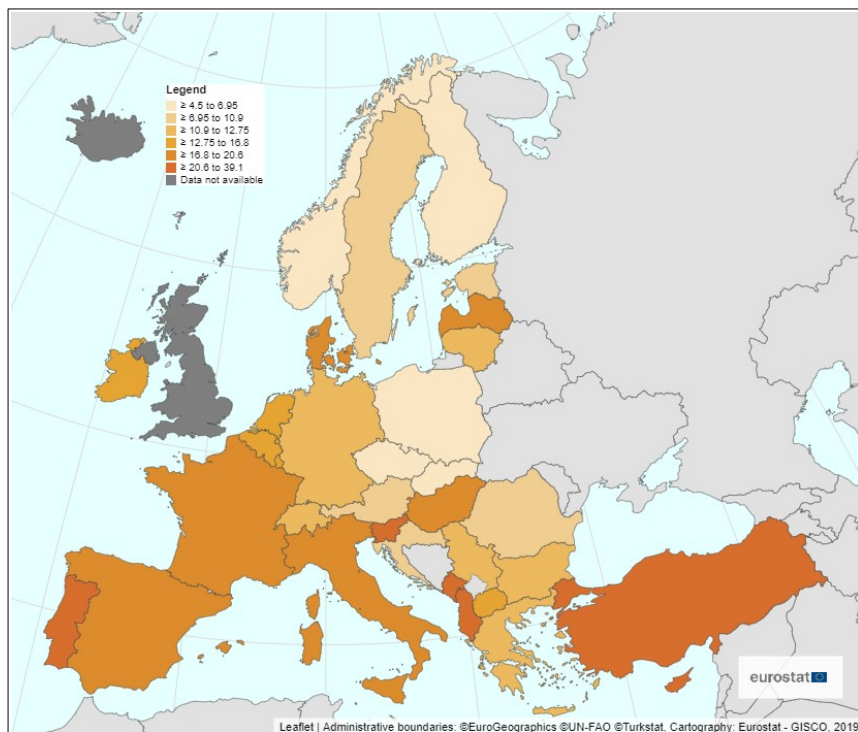 Legend
≥ 4.5 to 6.95
≥ 6.95 to 10.9
≥ 10.9 to 12.75
≥ 12.75 to 16.8
≥ 16.8 to 20.6
≥ 20.6 to 39.1
Data not available
eurostat
Leaflet | Administrative boundaries: ©EuroGeographics ©UN-FAO ©Turkstat, Cartography: Eurostat - GISCO, 2019